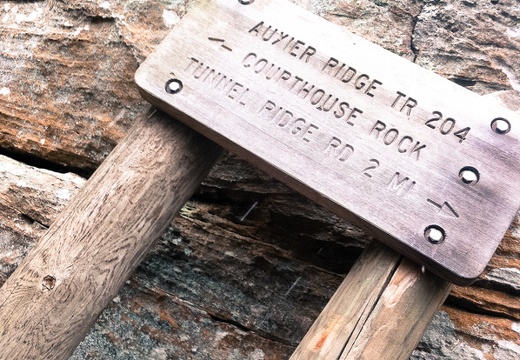 AUXIER RIDGE TR 204
← COURTHOUSE ROCK
TUNNEL RIDGE RD 2 MI →